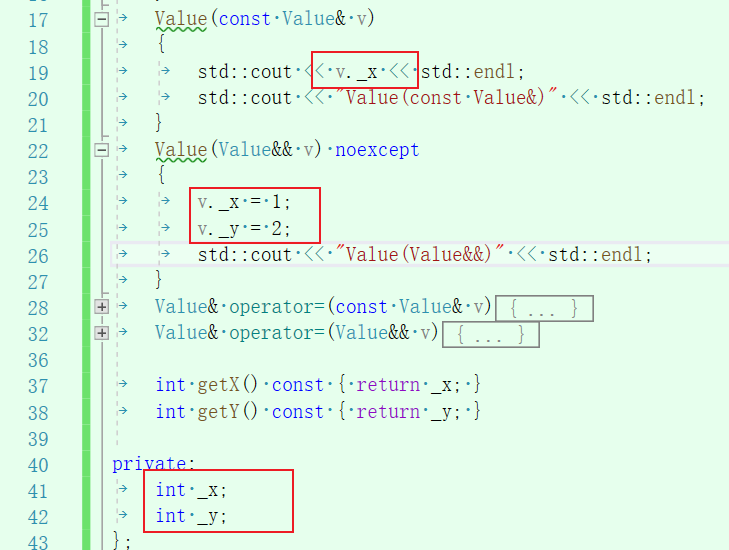 17 Value(const Value& v)
18 {
19 std::cout << v._x << std::endl;
20 std::cout << "Value(const Value&)" << std::endl;
21 }
22 Value(Value&& v) noexcept
23 {
24 v._x = 1;
25 v._y = 2;
26 std::cout << "Value(Value&&)" << std::endl;
27 }
28 Value& operator=(const Value& v) { ... }
32 Value& operator=(Value&& v) { ... }
36
37 int getX() const { return _x; }
38 int getY() const { return _y; }
39
40 private:
41 int _x;
42 int _y;
43 };